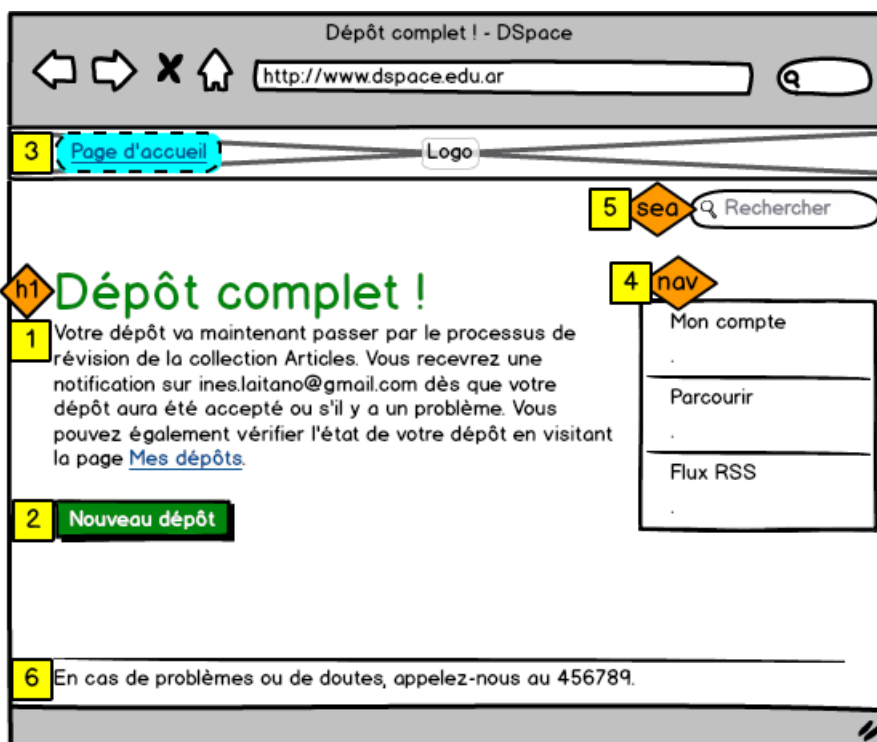 Dépôt complet ! - DSpace
http://www.dspace.edu.ar
3 Page d'accueil Logo
5 sea Rechercher
h1 Dépôt complet !
4 nav
1 Votre dépôt va maintenant passer par le processus de
révision de la collection Articles. Vous recevrez une
notification sur ines.laitano@gmail.com dès que votre
dépôt aura été accepté ou s'il y a un problème. Vous
pouvez également vérifier l'état de votre dépôt en visitant
la page Mes dépôts.
Mon compte
.
Parcourir
.
Flux RSS
.
2 Nouveau dépôt
6 En cas de problèmes ou de doutes, appelez-nous au 456789.